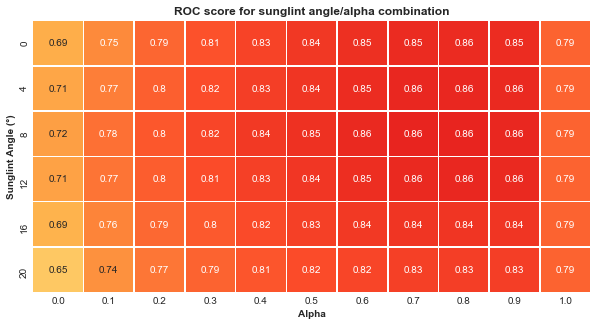 ROC score for sunglint angle/alpha combination
0 0.69 0.75 0.79 0.81 0.83 0.84 0.85 0.85 0.86 0.85 0.79
4 0.71 0.77 0.8 0.82 0.83 0.84 0.85 0.86 0.86 0.86 0.79
8 0.72 0.78 0.8 0.82 0.84 0.85 0.86 0.86 0.86 0.86 0.79
12 0.71 0.77 0.8 0.81 0.83 0.84 0.85 0.86 0.86 0.86 0.79
16 0.69 0.76 0.79 0.8 0.82 0.83 0.84 0.84 0.84 0.84 0.79
20 0.65 0.74 0.77 0.79 0.81 0.82 0.82 0.83 0.83 0.83 0.79
Sunglint Angle (°)
0.0 0.1 0.2 0.3 0.4 0.5 0.6 0.7 0.8 0.9 1.0
Alpha